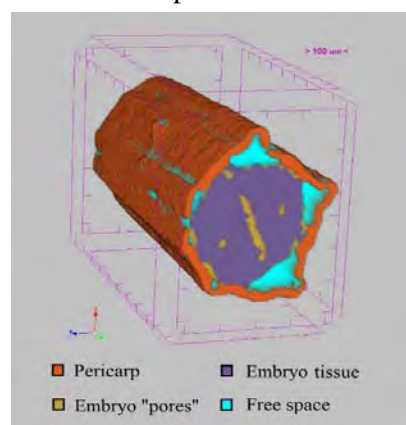 > 100 um <
Pericarp
Embryo tissue
Embryo "pores"
Free space